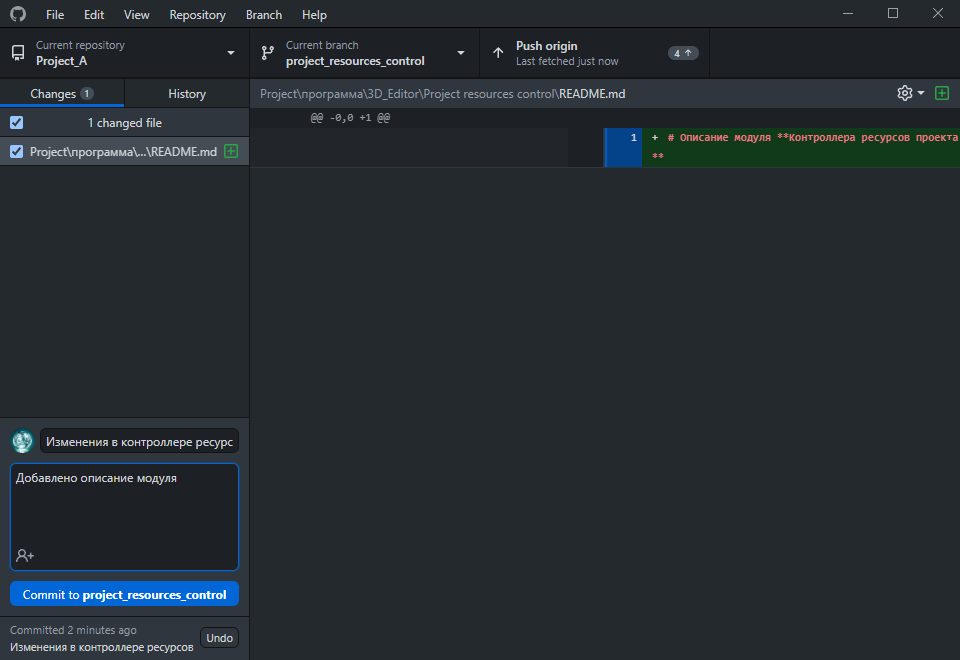 File Edit View Repository Branch Help
Current repository
Project_A
Current branch
project_resources_control
Push origin
Last fetched just now
4
Changes 1
History
Project\программа\3D_Editor\Project resources control\README.md
1 changed file
@@ -0,0 +1 @@
Project\программа\...\README.md
1 + # Описание модуля **Контроллера ресурсов проекта
**
Изменения в контроллере ресурс
Добавлено описание модуля
Commit to project_resources_control
Committed 2 minutes ago
Изменения в контроллере ресурсов
Undo